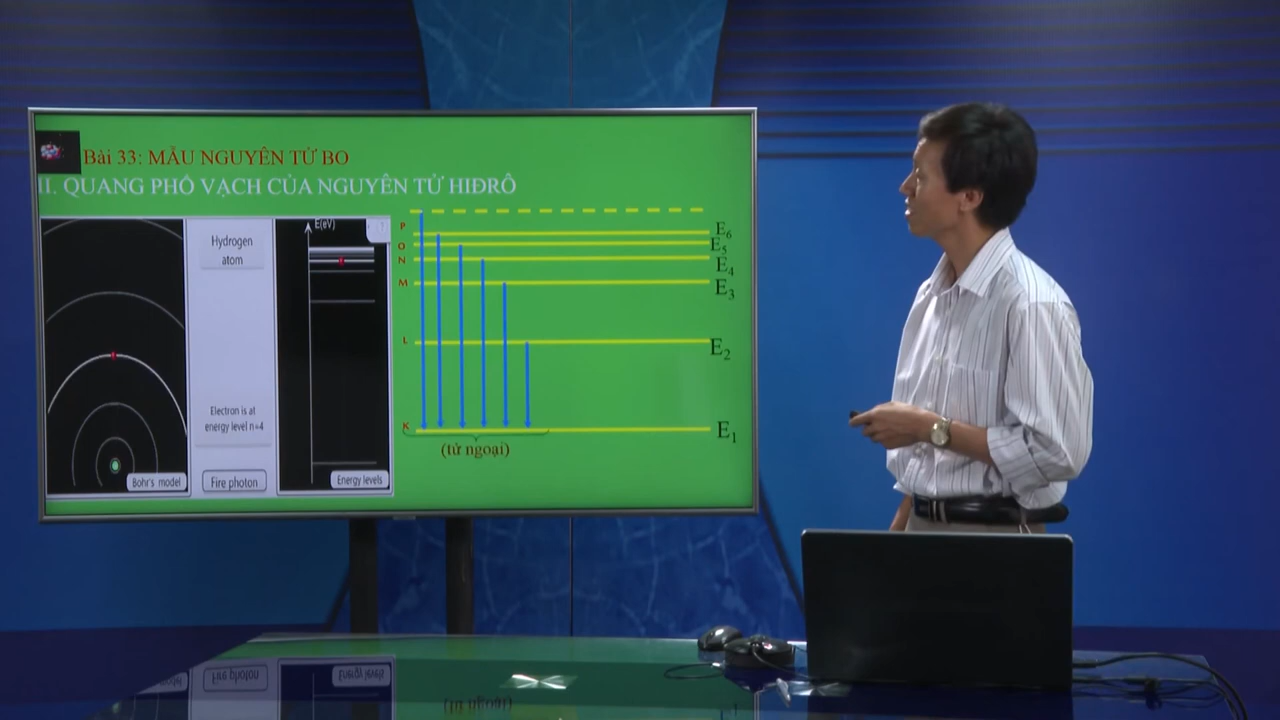 Bài 33: MẪU NGUYÊN TỬ BO
II. QUANG PHỔ VẠCH CỦA NGUYÊN TỬ HIĐRÔ
Hydrogen
atom
E(eV)
Electron is at
energy level n=4
Bohr's model
Fire photon
Energy levels
P
O
N
M
L
K
E6
E5
E4
E3
E2
E1
(tử ngoại)